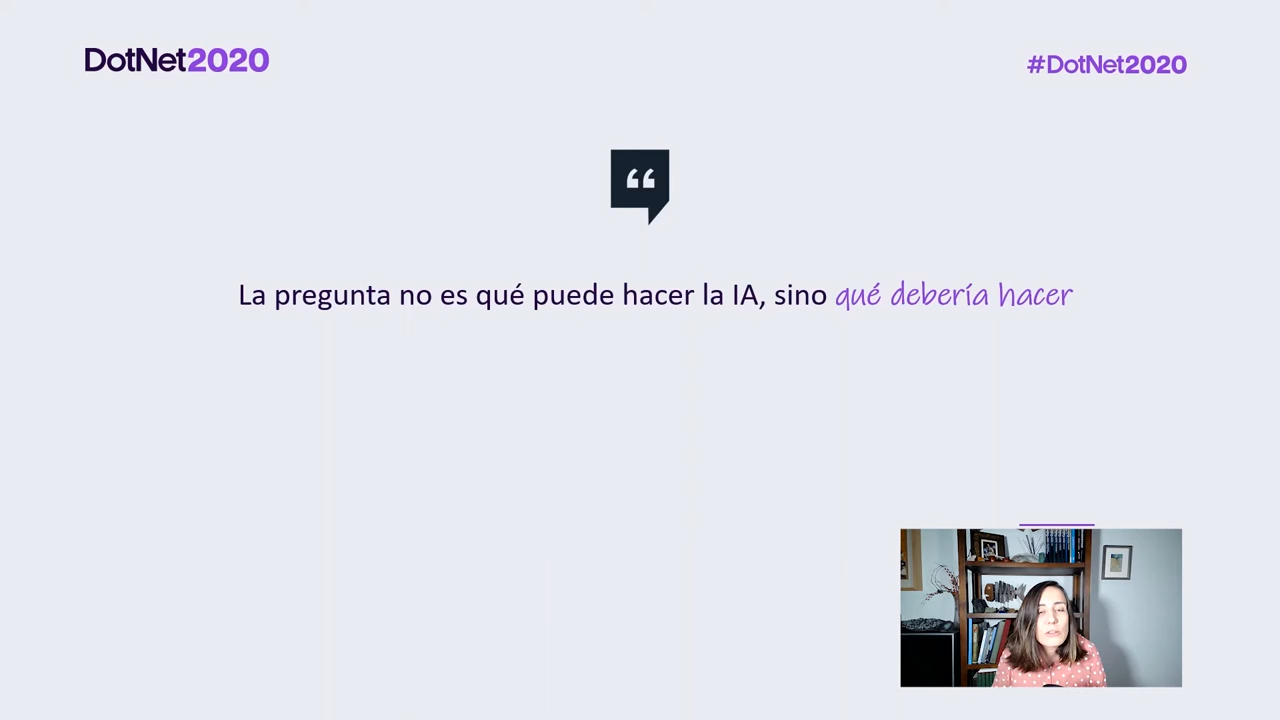 DotNet2020
#DotNet2020
“
La pregunta no es qué puede hacer la IA, sino qué debería hacer